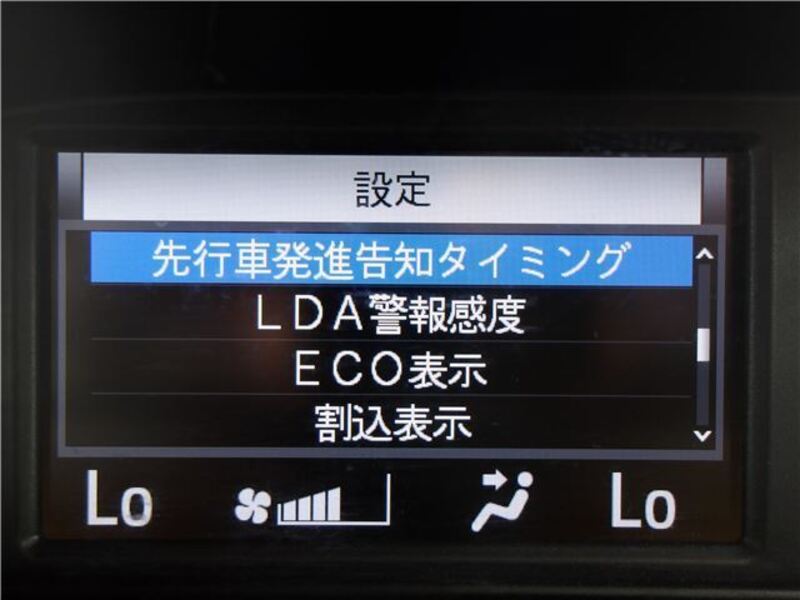 設定
先行車発進告知タイミング
ＬＤＡ警報感度
ＥＣＯ表示
割込表示
Lo Lo